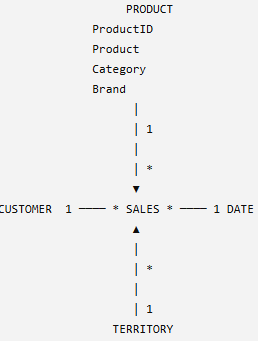 PRODUCT
ProductID
Product
Category
Brand
1
*
CUSTOMER 1 ──── * SALES * ──── 1 DATE
*
1
TERRITORY